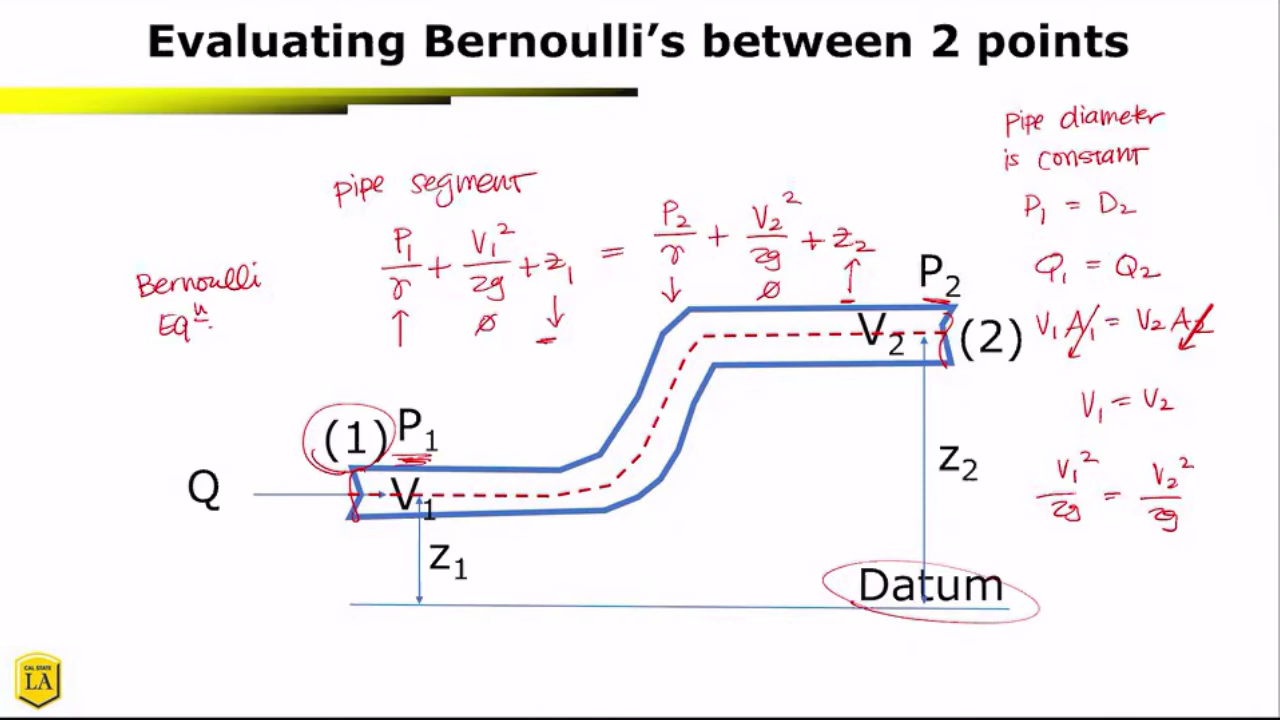 Evaluating Bernoulli's between 2 points
pipe diameter
is constant
P₁ = D₂
Q₁ = Q₂
V₁A₁ = V₂A₂
V₁ = V₂
V₁²/2g = V₂²/2g
pipe segment
P₁/γ + V₁²/2g + z₁ = P₂/γ + V₂²/2g + z₂
ø ø
Bernoulli
Eqⁿ.
P₂
V₂ (2)
(1) P₁
Q V₁
z₁
z₂
Datum
CAL STATE
LA